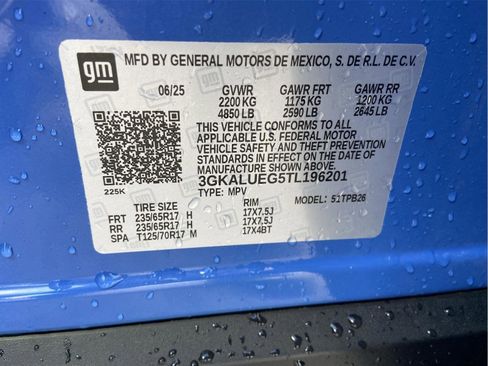 gm
MFD BY GENERAL MOTORS DE MEXICO, S. DE R.L. DE C.V.
06/25 GVWR GAWR FRT GAWR RR
2200 KG 1175 KG 1200 KG
4850 LB 2590 LB 2645 LB
THIS VEHICLE CONFORMS TO ALL
APPLICABLE U.S. FEDERAL MOTOR
VEHICLE SAFETY AND THEFT PREVENTION
STANDARDS IN EFFECT ON THE DATE OF
MANUFACTURE SHOWN ABOVE.
3GKALUEG5TL196201
225K TYPE: MPV MODEL: 51TPB26
TIRE SIZE RIM
FRT 235/65R17 H 17X7.5J
RR 235/65R17 H 17X7.5J
SPA T125/70R17 M 17X4BT